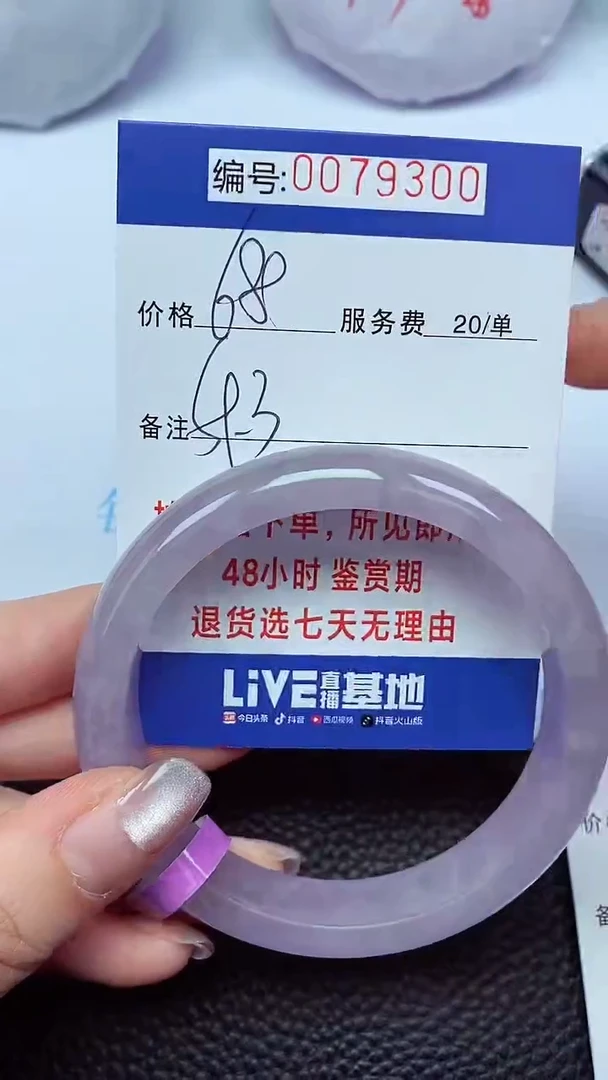 编号:0079300
价格 68 服务费 20/单
备注
下单，所见即
48小时 鉴赏期
退货选七天无理由
LiVE直播基地
今日头条 抖音 西瓜视频 抖音火山版
价
备